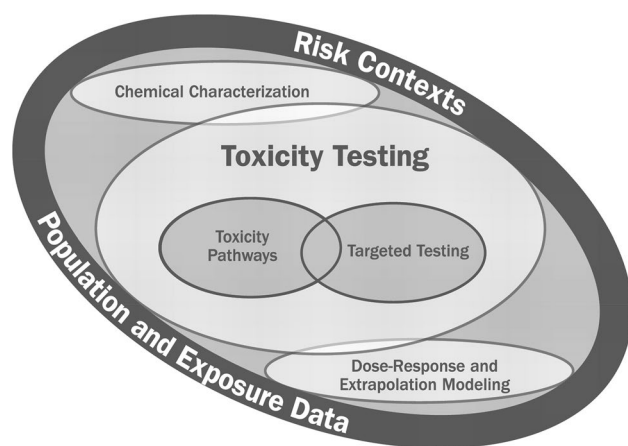 Risk Contexts
Chemical Characterization
Toxicity Testing
Toxicity
Pathways
Targeted Testing
Dose-Response and
Extrapolation Modeling
Population and Exposure Data